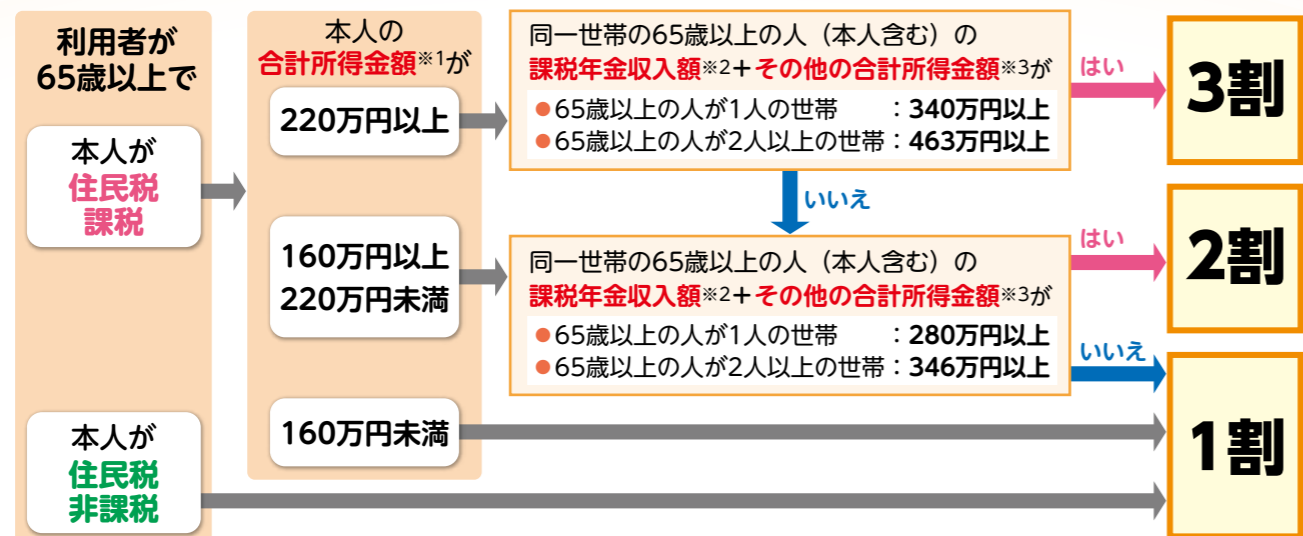 利用者が
65歳以上で
本人が
住民税
課税
本人が
住民税
非課税
本人の
合計所得金額※1が
220万円以上
160万円以上
220万円未満
160万円未満
同一世帯の65歳以上の人（本人含む）の
課税年金収入額※2＋その他の合計所得金額※3が
●65歳以上の人が1人の世帯　　：340万円以上
●65歳以上の人が2人以上の世帯：463万円以上
はい
3割
いいえ
同一世帯の65歳以上の人（本人含む）の
課税年金収入額※2＋その他の合計所得金額※3が
●65歳以上の人が1人の世帯　　：280万円以上
●65歳以上の人が2人以上の世帯：346万円以上
はい
2割
いいえ
1割